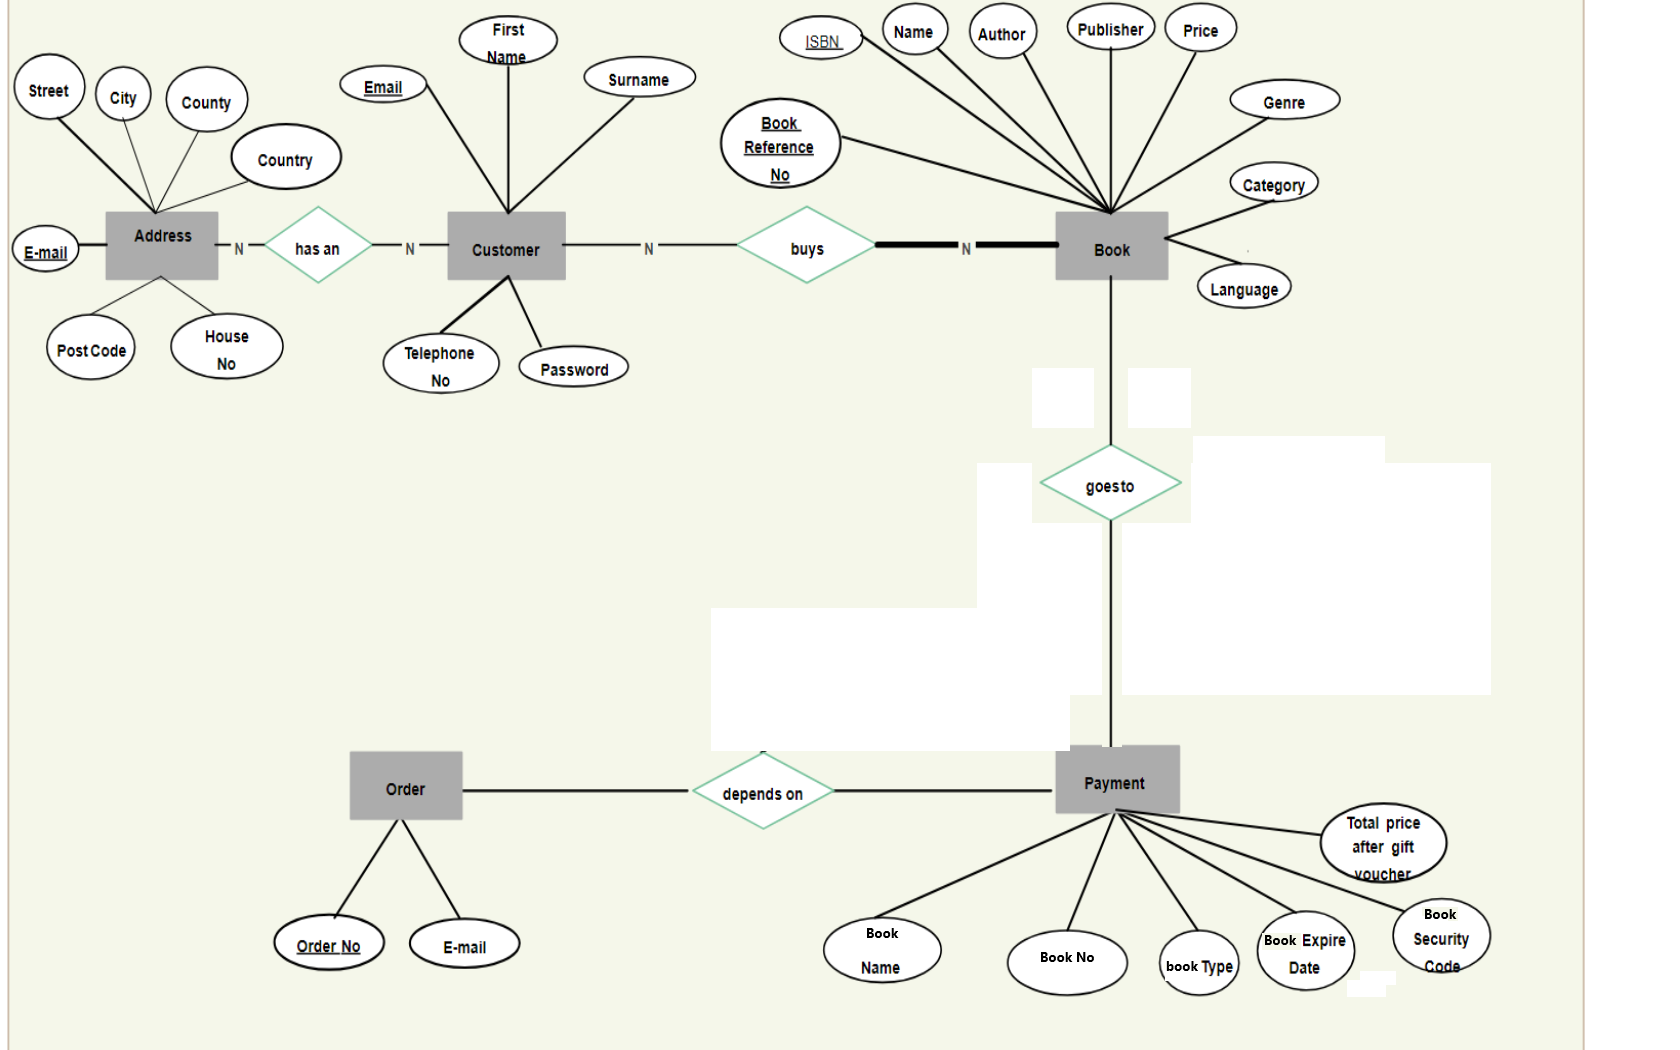 First
Name
ISBN
Name
Author
Publisher
Price
Street
City
County
Email
Surname
Genre
Country
Book
Reference
No
Category
E-mail
Address
N
has an
N
Customer
N
buys
N
Book
Language
Post Code
House
No
Telephone
No
Password
goes to
Order
depends on
Payment
Total price
after gift
voucher
Order No
E-mail
Book
Name
Book No
book Type
Book Expire
Date
Book
Security
Code